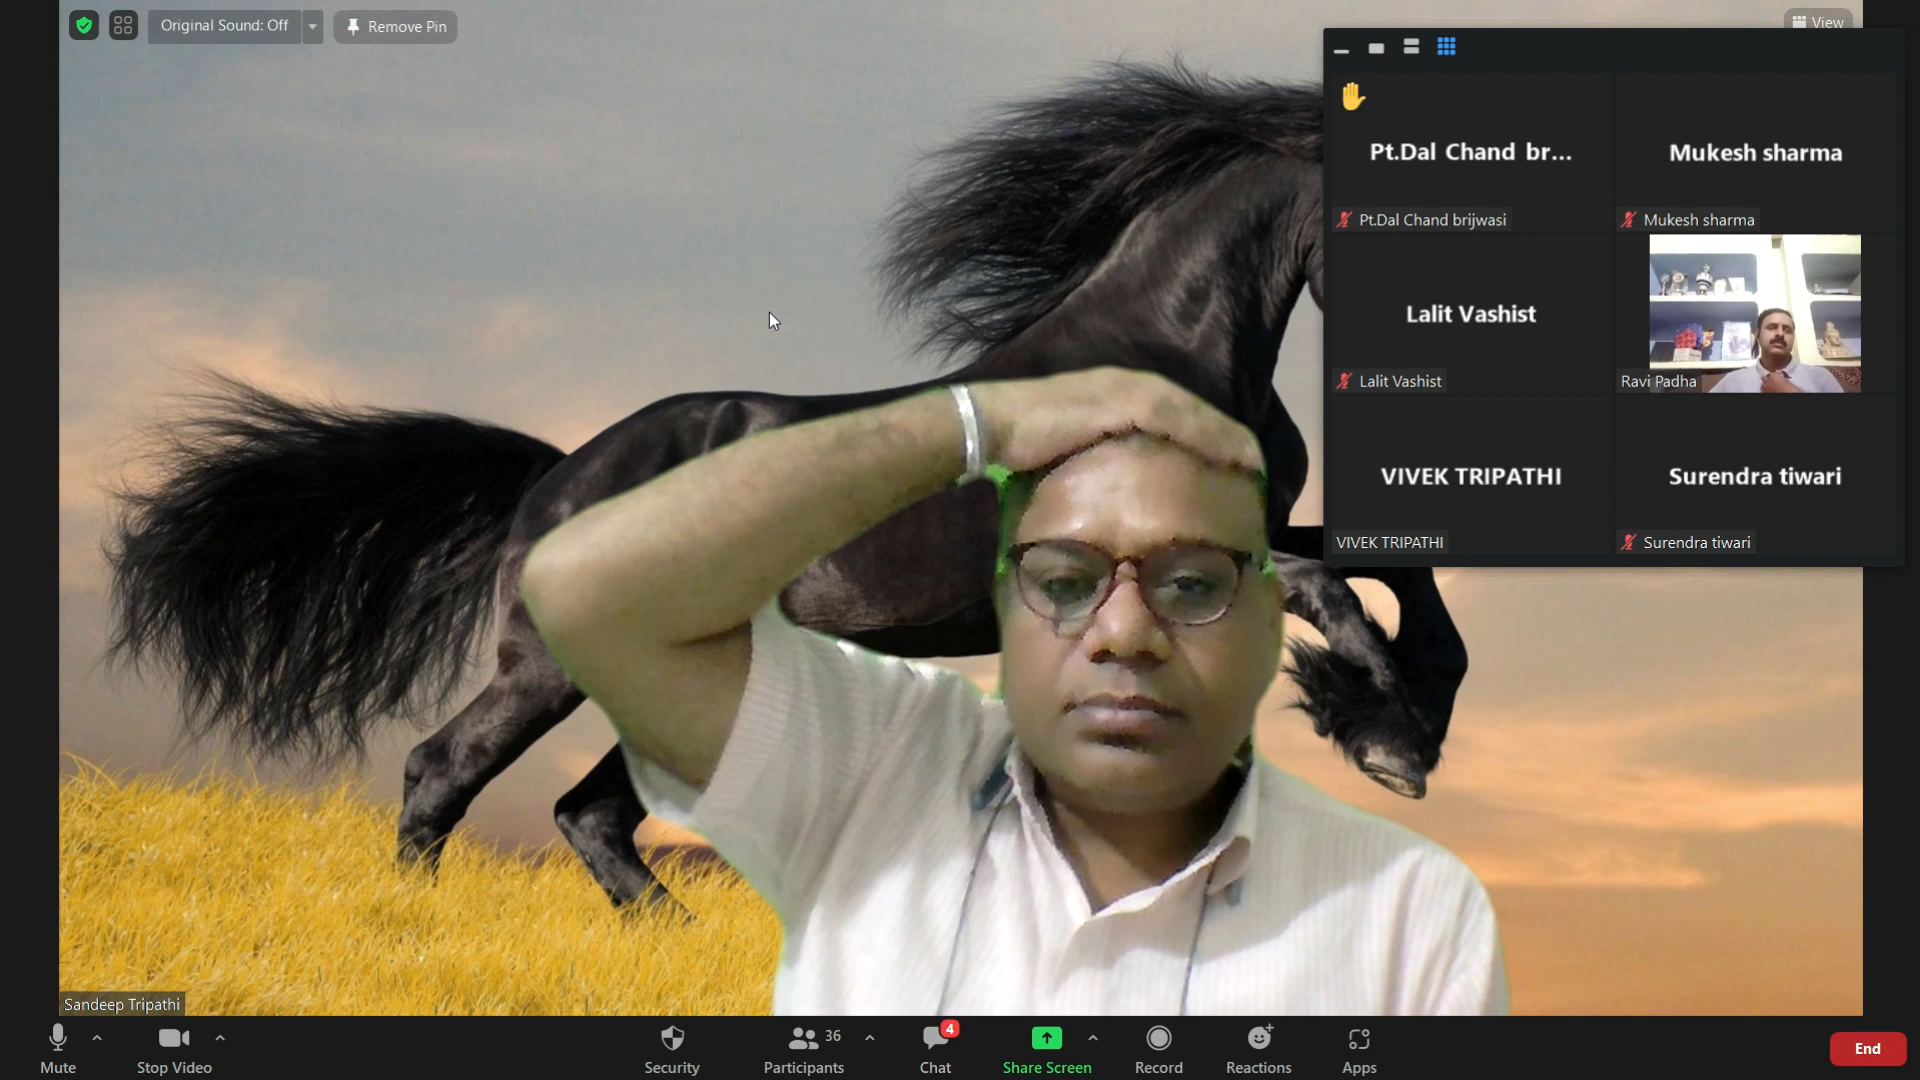 Original Sound: Off
Remove Pin
View
Pt.Dal Chand br...
Pt.Dal Chand brijwasi
Mukesh sharma
Mukesh sharma
Lalit Vashist
Lalit Vashist
Ravi Padha
VIVEK TRIPATHI
VIVEK TRIPATHI
Surendra tiwari
Surendra tiwari
Sandeep Tripathi
Mute
Stop Video
Security
36
Participants
4
Chat
Share Screen
Record
Reactions
Apps
End